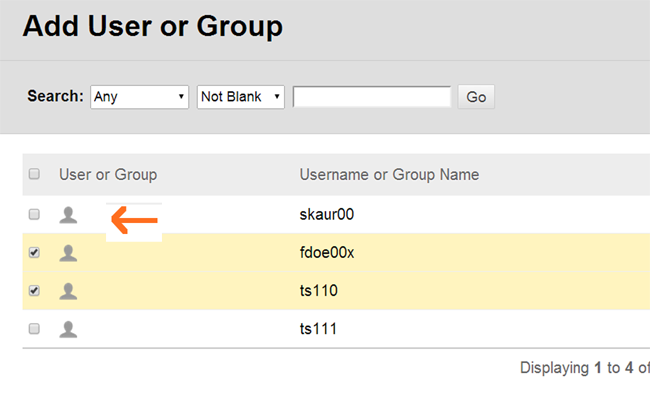 Add User or Group
Search: Any Not Blank Go
User or Group Username or Group Name
skaur00
fdoe00x
ts110
ts111
Displaying 1 to 4 of